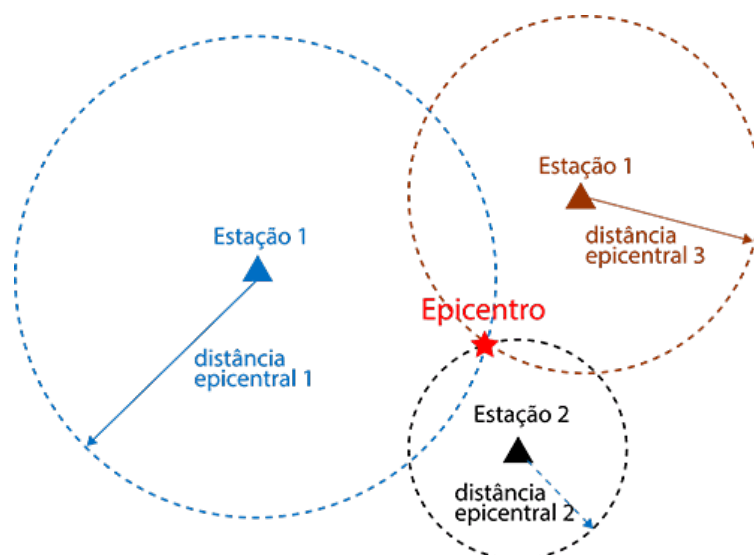 Estação 1
distância
epicentral 3
Estação 1
Epicentro
distância
epicentral 1
Estação 2
distância
epicentral 2